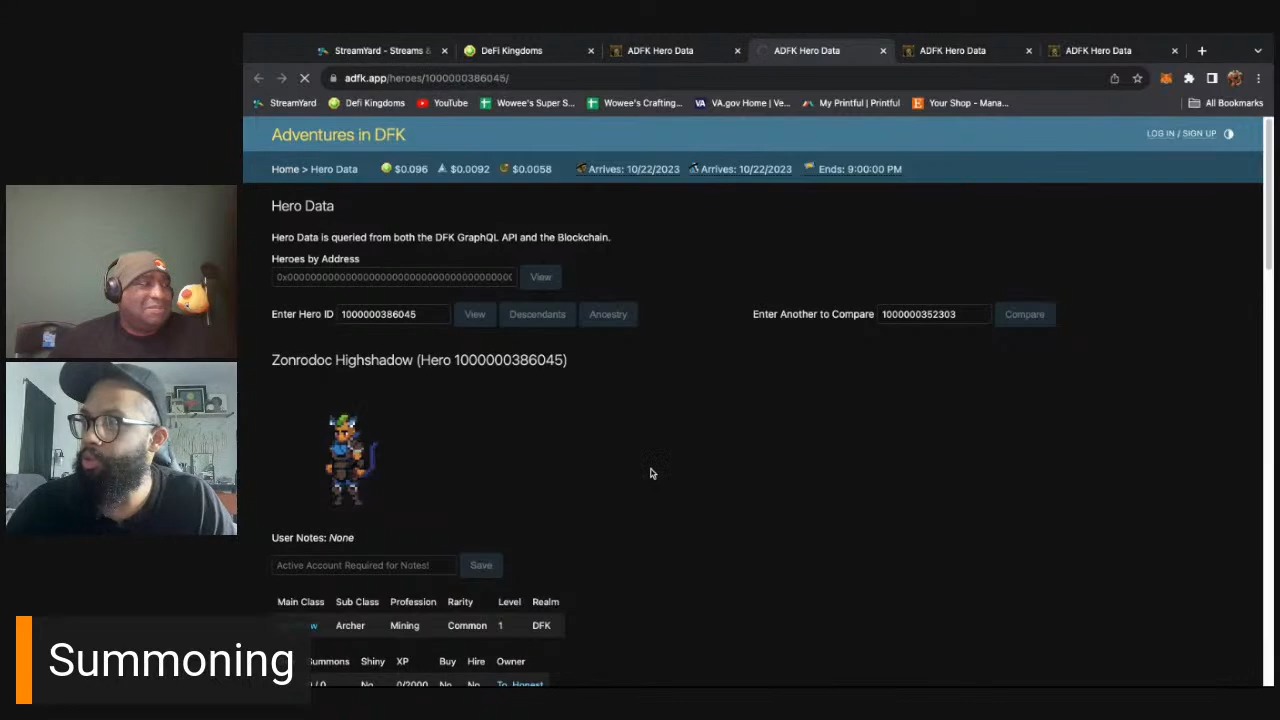 StreamYard - Streams &
DeFi Kingdoms
ADFK Hero Data
ADFK Hero Data
ADFK Hero Data
ADFK Hero Data
adfk.app/heroes/1000000386045/
StreamYard
Defi Kingdoms
YouTube
Wowee's Super S...
Wowee's Crafting...
VA.gov Home | Ve...
My Printful | Printful
Your Shop - Mana...
All Bookmarks
Adventures in DFK
LOG IN / SIGN UP
Home > Hero Data
$0.096
$0.0092
$0.0058
Arrives: 10/22/2023
Arrives: 10/22/2023
Ends: 9:00:00 PM
Hero Data
Hero Data is queried from both the DFK GraphQL API and the Blockchain.
Heroes by Address
View
Enter Hero ID 1000000386045 View Descendants Ancestry
Enter Another to Compare 1000000352303 Compare
Zonrodoc Highshadow (Hero 1000000386045)
User Notes: None
Active Account Required for Notes! Save
Main Class Sub Class Profession Rarity Level Realm
Archer Mining Common 1 DFK
Shiny XP Buy Hire Owner
No 0/2000 No No To_Honest
Summoning